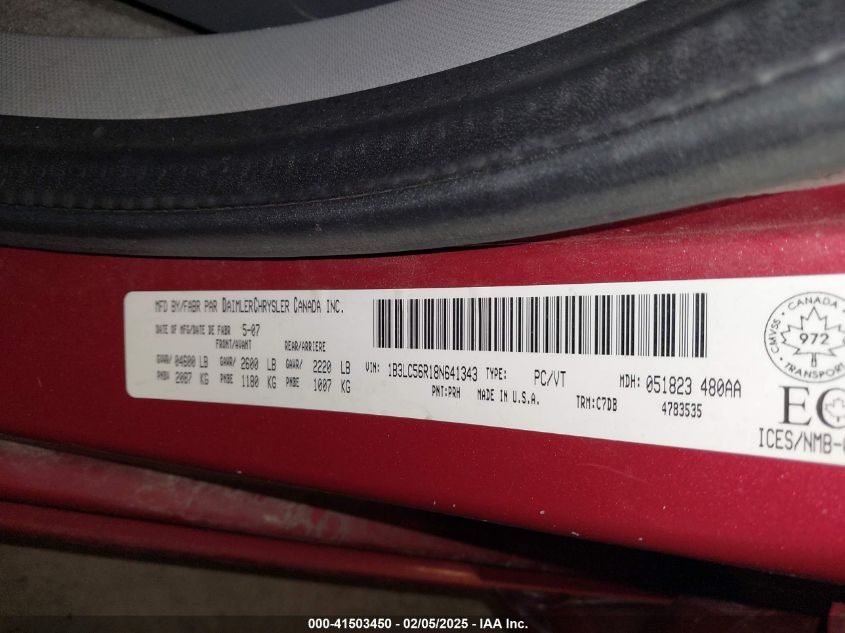 MFD BY/FABR PAR DAIMLERCHRYSLER CANADA INC.
DATE OF MFG/DATE DE FABR 5-07
FRONT/AVANT REAR/ARRIERE
GVWR/ 04600 LB GAWR/ 2600 LB GAWR/ 2220 LB
PNBV 2087 KG PNBE 1180 KG PNBE 1007 KG
VIN: 1B3LC56R18N641343 TYPE: PC/VT MDH: 051823 480AA
PNT:PRH MADE IN U.S.A. TRM:C7DB 4783535
CMVSS CANADA
972
TRANSPORT
EC
ICES/NMB-
000-41503450 - 02/05/2025 - IAA Inc.